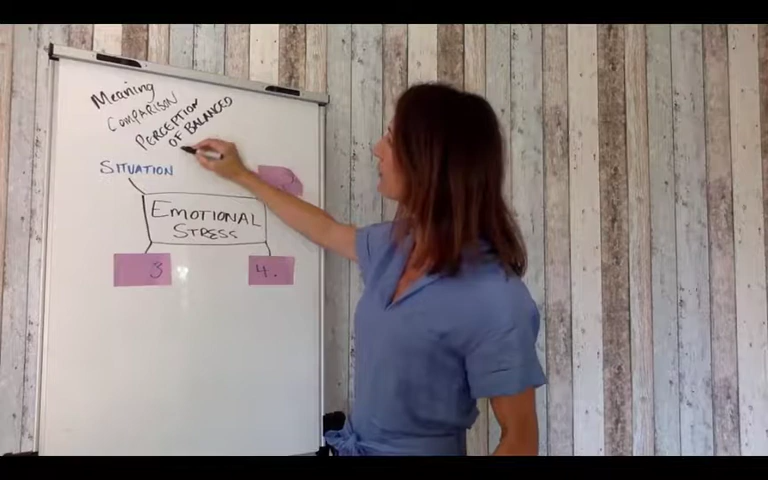 Meaning
COMPARISON
PERCEPTION
OF BALANCED
SITUATION
EMOTIONAL
STRESS
3
4.